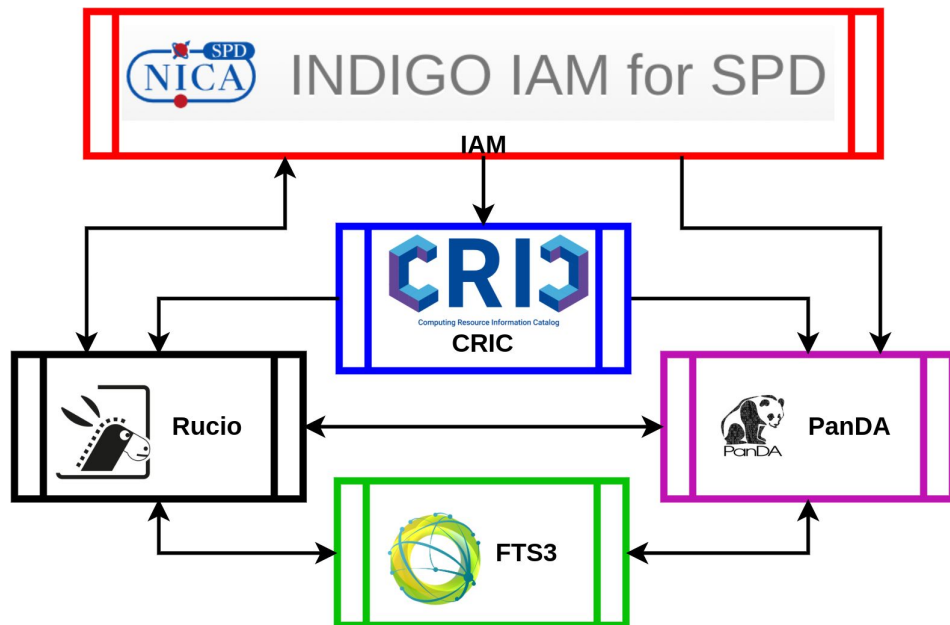 SPD
NICA
INDIGO IAM for SPD
IAM
CRIC
Computing Resource Information Catalog
CRIC
Rucio
PanDA
PanDA
FTS3